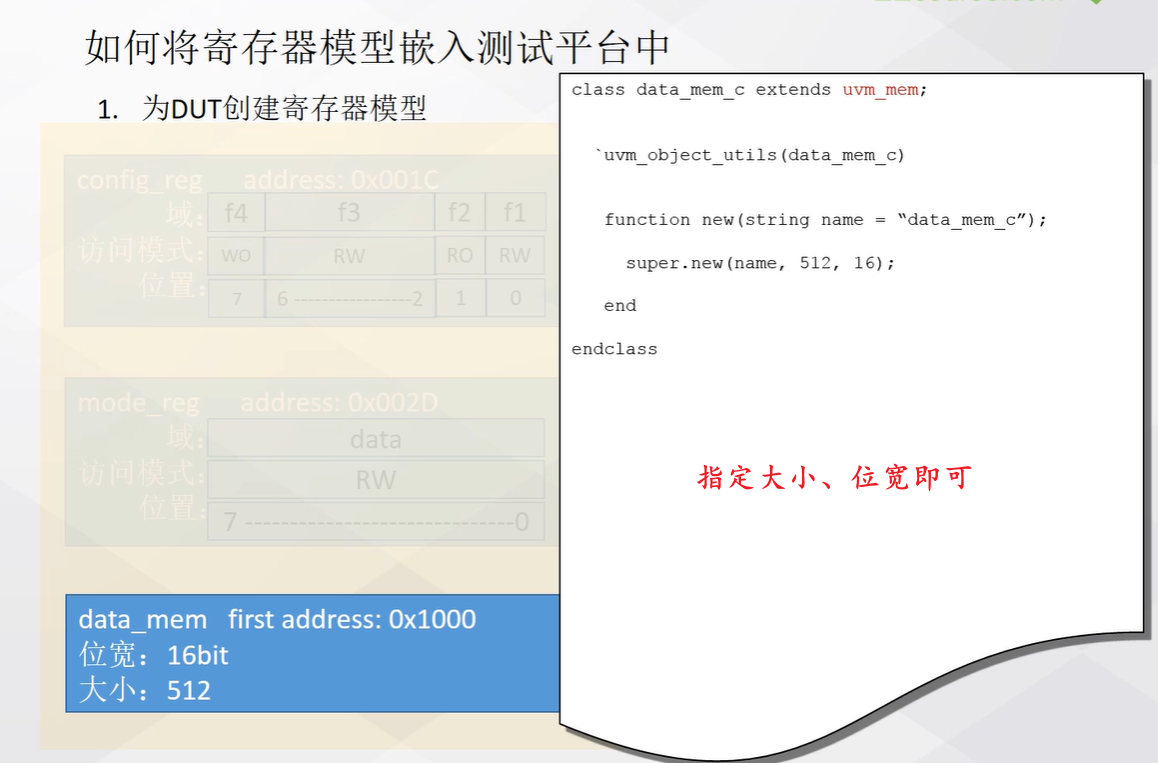 如何将寄存器模型嵌入测试平台中
1. 为DUT创建寄存器模型
config_reg address: 0x001C
域： f4 f3 f2 f1
访问模式： WO RW RO RW
位置： 7 6 -----------------2 1 0
mode_reg address: 0x002D
域： data
访问模式： RW
位置： 7 ------------------------------0
data_mem first address: 0x1000
位宽：16bit
大小：512
class data_mem_c extends uvm_mem;
`uvm_object_utils(data_mem_c)
function new(string name = “data_mem_c”);
super.new(name, 512, 16);
end
endclass
指定大小、位宽即可